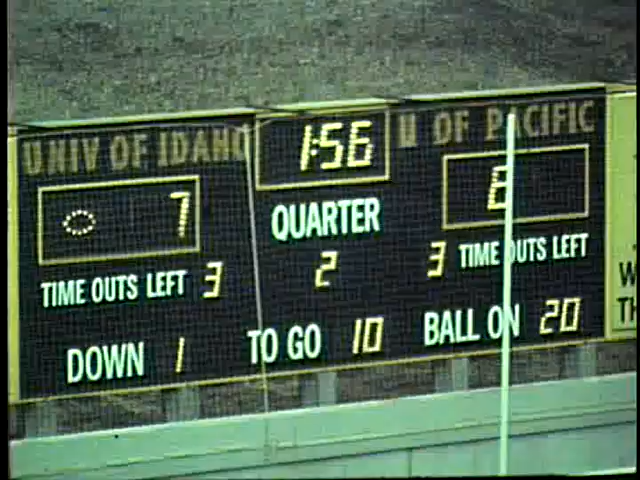 UNIV OF IDAHO 1:56 U OF PACIFIC
7
QUARTER
TIME OUTS LEFT 3 2 3 TIME OUTS LEFT
DOWN 1 TO GO 10 BALL ON 20